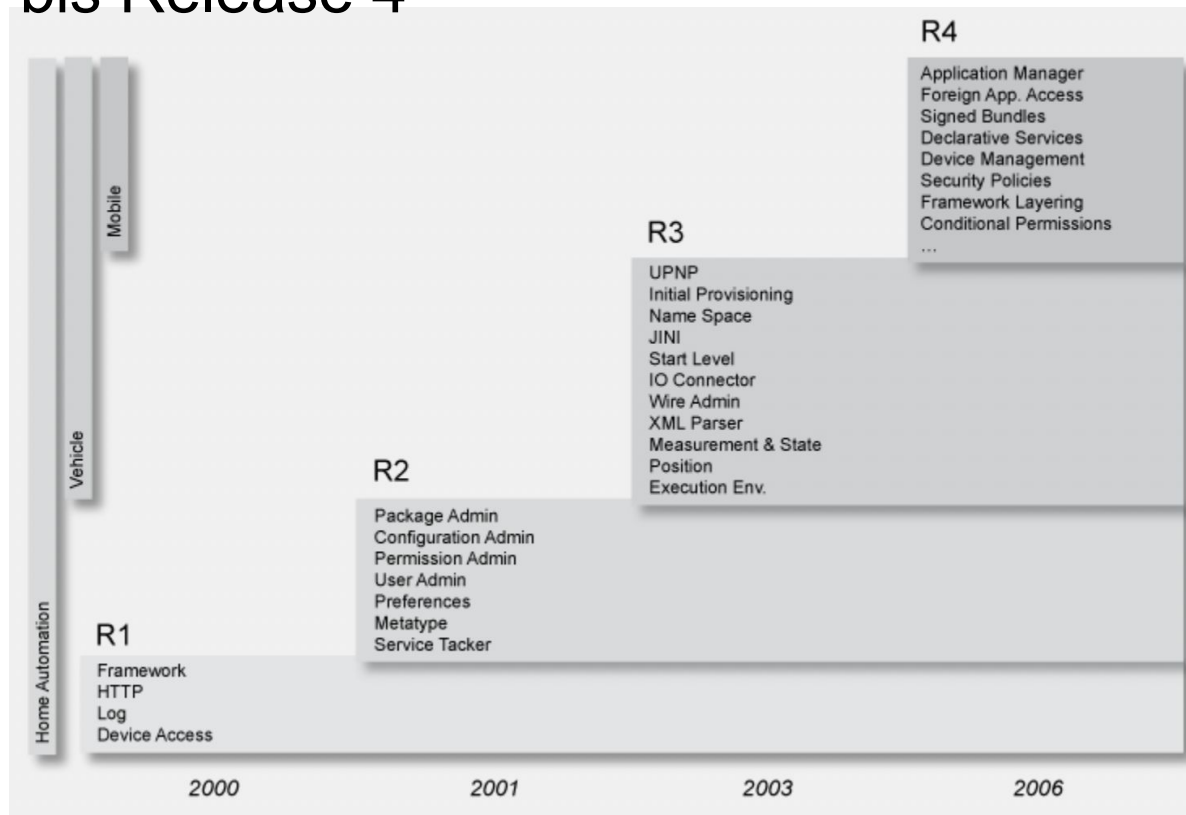 bis Release 4
R4
Application Manager
Foreign App. Access
Signed Bundles
Declarative Services
Device Management
Security Policies
Framework Layering
Conditional Permissions
...
Mobile
R3
UPNP
Initial Provisioning
Name Space
JINI
Start Level
IO Connector
Wire Admin
XML Parser
Measurement & State
Position
Execution Env.
Vehicle
R2
Package Admin
Configuration Admin
Permission Admin
User Admin
Preferences
Metatype
Service Tacker
Home Automation
R1
Framework
HTTP
Log
Device Access
2000 2001 2003 2006